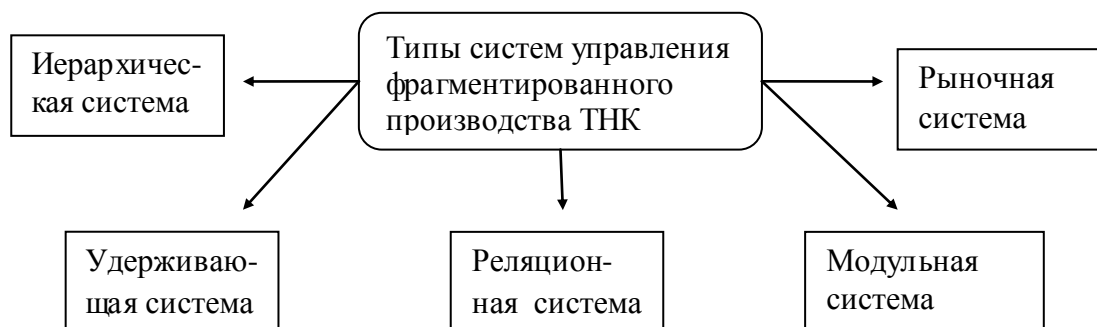 Типы систем управления
фрагментированного
производства ТНК
Иерархичес-
кая система
Рыночная
система
Удерживаю-
щая система
Реляцион-
ная система
Модульная
система